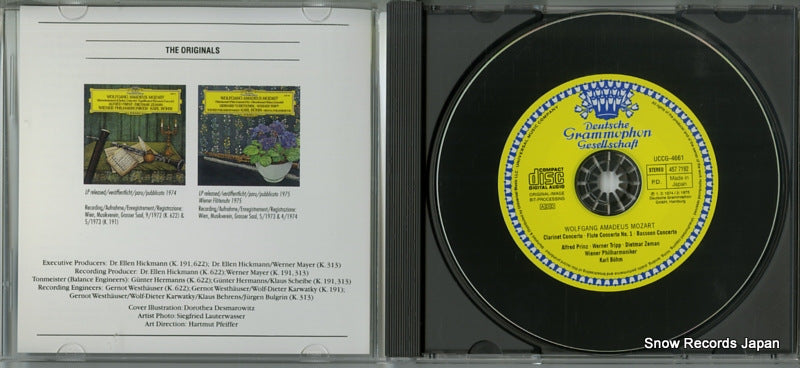 THE ORIGINALS
WOLFGANG AMADEUS MOZART
ALFRED PRINZ · DIETMAR ZEMAN
WIENER PHILHARMONIKER · KARL BÖHM
WOLFGANG AMADEUS MOZART
LP released/veröffentlicht/paru/pubblicato 1974
Recording/Aufnahme/Enregistrement/Registrazione:
Wien, Musikverein, Grosser Saal, 9/1972 (K. 622) &
5/1973 (K. 191)
LP released/veröffentlicht/paru/pubblicato 1975
Wiener Flötenuhr 1975
Recording/Aufnahme/Enregistrement/Registrazione:
Wien, Musikverein, Grosser Saal, 5/1973 & 4/1974
Executive Producers: Dr. Ellen Hickmann (K. 191, 622); Dr. Ellen Hickmann/Werner Mayer (K. 313)
Recording Producer: Dr. Ellen Hickmann (K. 622); Werner Mayer (K. 191, 313)
Tonmeister (Balance Engineers): Günter Hermanns (K. 622); Günter Hermanns/Klaus Scheibe (K. 191, 313)
Recording Engineers: Gernot Westhäuser (K. 622); Gernot Westhäuser/Wolf-Dieter Karwatky (K. 191);
Gernot Westhäuser/Wolf-Dieter Karwatky/Klaus Behrens/Jürgen Bulgrin (K. 313)
Cover Illustration: Dorothea Desmarowitz
Artist Photo: Siegfried Lauterwasser
Art Direction: Hartmut Pfeiffer
Deutsche
Grammophon
Gesellschaft
COMPACT
disc
DIGITAL AUDIO
ORIGINAL-IMAGE
BIT-PROCESSING
UCCG-4661
STEREO 457 7192
P.D. Made in
Japan
WOLFGANG AMADEUS MOZART
Clarinet Concerto · Flute Concerto No. 1 · Bassoon Concerto
Alfred Prinz · Werner Tripp · Dietmar Zeman
Wiener Philharmoniker
Karl Böhm
Snow Records Japan